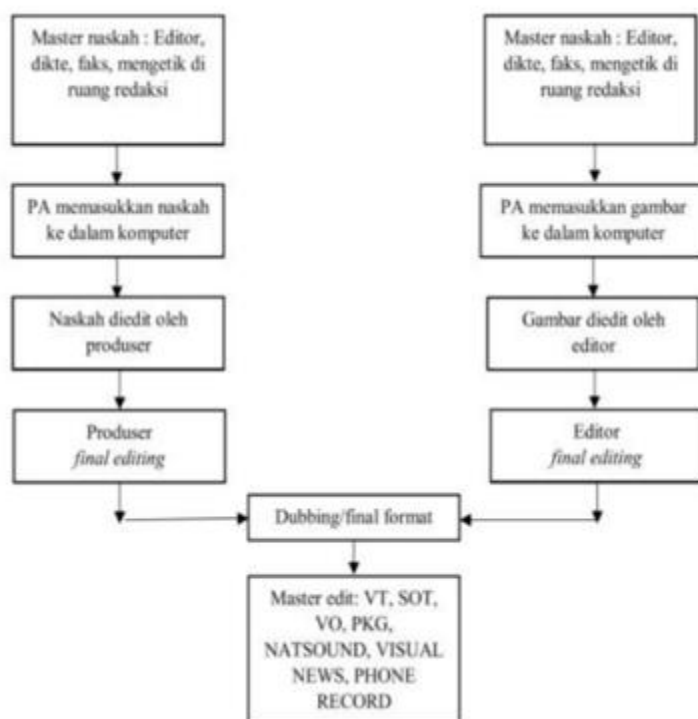 Master naskah : Editor,
dikte, faks, mengetik di
ruang redaksi
PA memasukkan naskah
ke dalam komputer
Naskah diedit oleh
produser
Produser
final editing
Master naskah : Editor,
dikte, faks, mengetik di
ruang redaksi
PA memasukkan gambar
ke dalam komputer
Gambar diedit oleh
editor
Editor
final editing
Dubbing/final format
Master edit: VT, SOT,
VO, PKG,
NATSOUND, VISUAL
NEWS, PHONE
RECORD